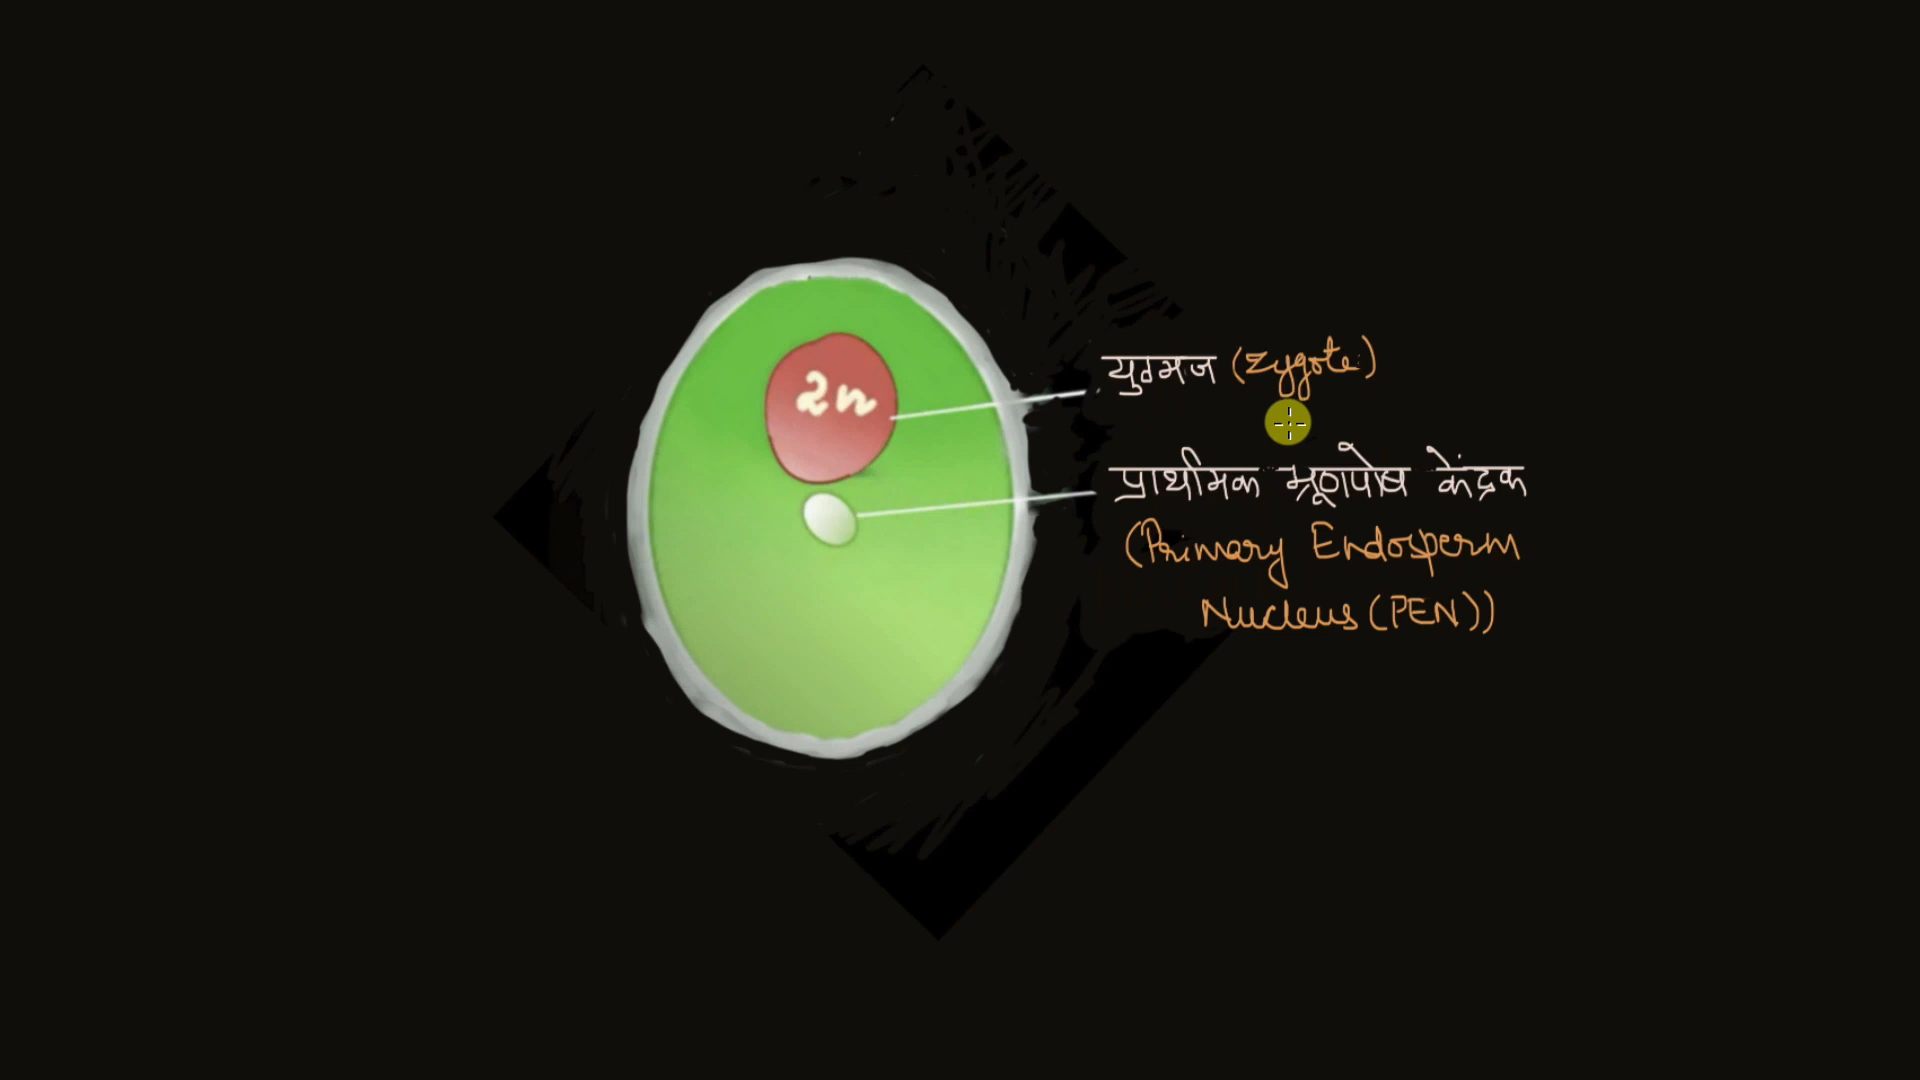 2n
युग्मज (Zygote)
प्राथमिक भ्रूणपोष केंद्रक
(Primary Endosperm
Nucleus (PEN))